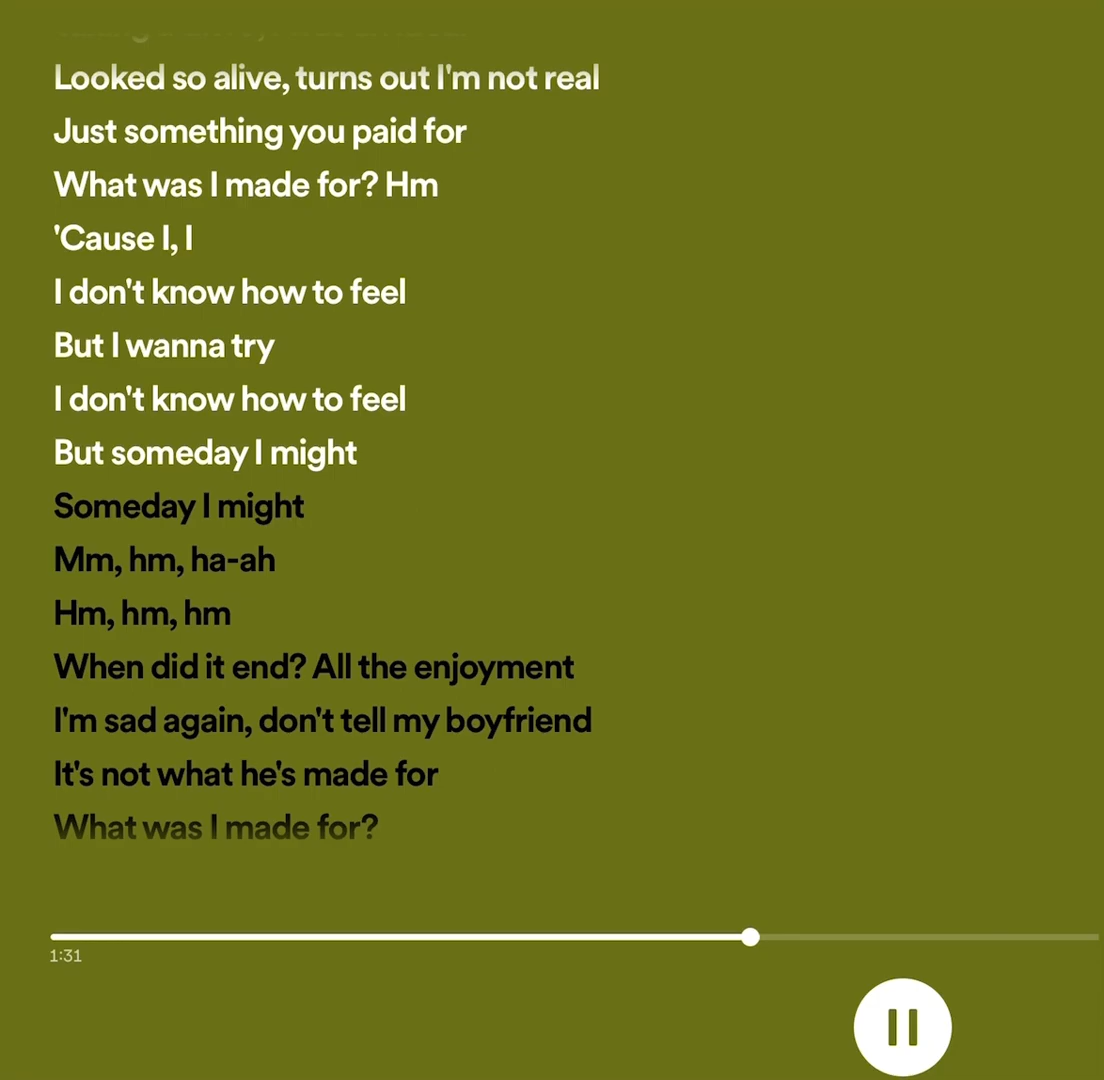 Looked so alive, turns out I'm not real
Just something you paid for
What was I made for? Hm
'Cause I, I
I don't know how to feel
But I wanna try
I don't know how to feel
But someday I might
Someday I might
Mm, hm, ha-ah
Hm, hm, hm
When did it end? All the enjoyment
I'm sad again, don't tell my boyfriend
It's not what he's made for
What was I made for?
1:31